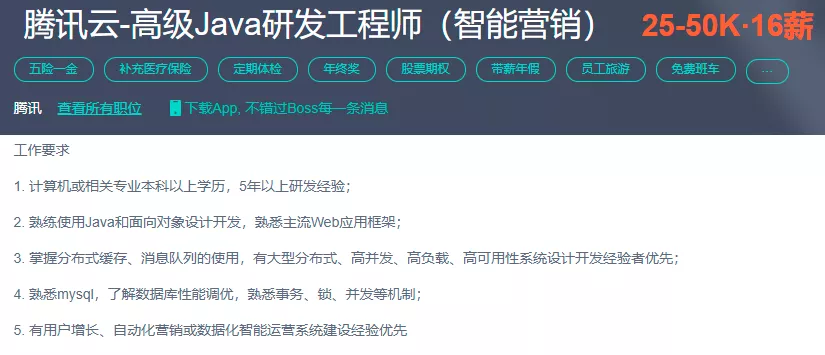 腾讯云-高级Java研发工程师（智能营销） 25-50K·16薪
五险一金 补充医疗保险 定期体检 年终奖 股票期权 带薪年假 员工旅游 免费班车 ...
腾讯 查看所有职位 下载App, 不错过Boss每一条消息
工作要求
1. 计算机或相关专业本科以上学历，5年以上研发经验；
2. 熟练使用Java和面向对象设计开发，熟悉主流Web应用框架；
3. 掌握分布式缓存、消息队列的使用，有大型分布式、高并发、高负载、高可用性系统设计开发经验者优先；
4. 熟悉mysql，了解数据库性能调优，熟悉事务、锁、并发等机制；
5. 有用户增长、自动化营销或数据化智能运营系统建设经验优先